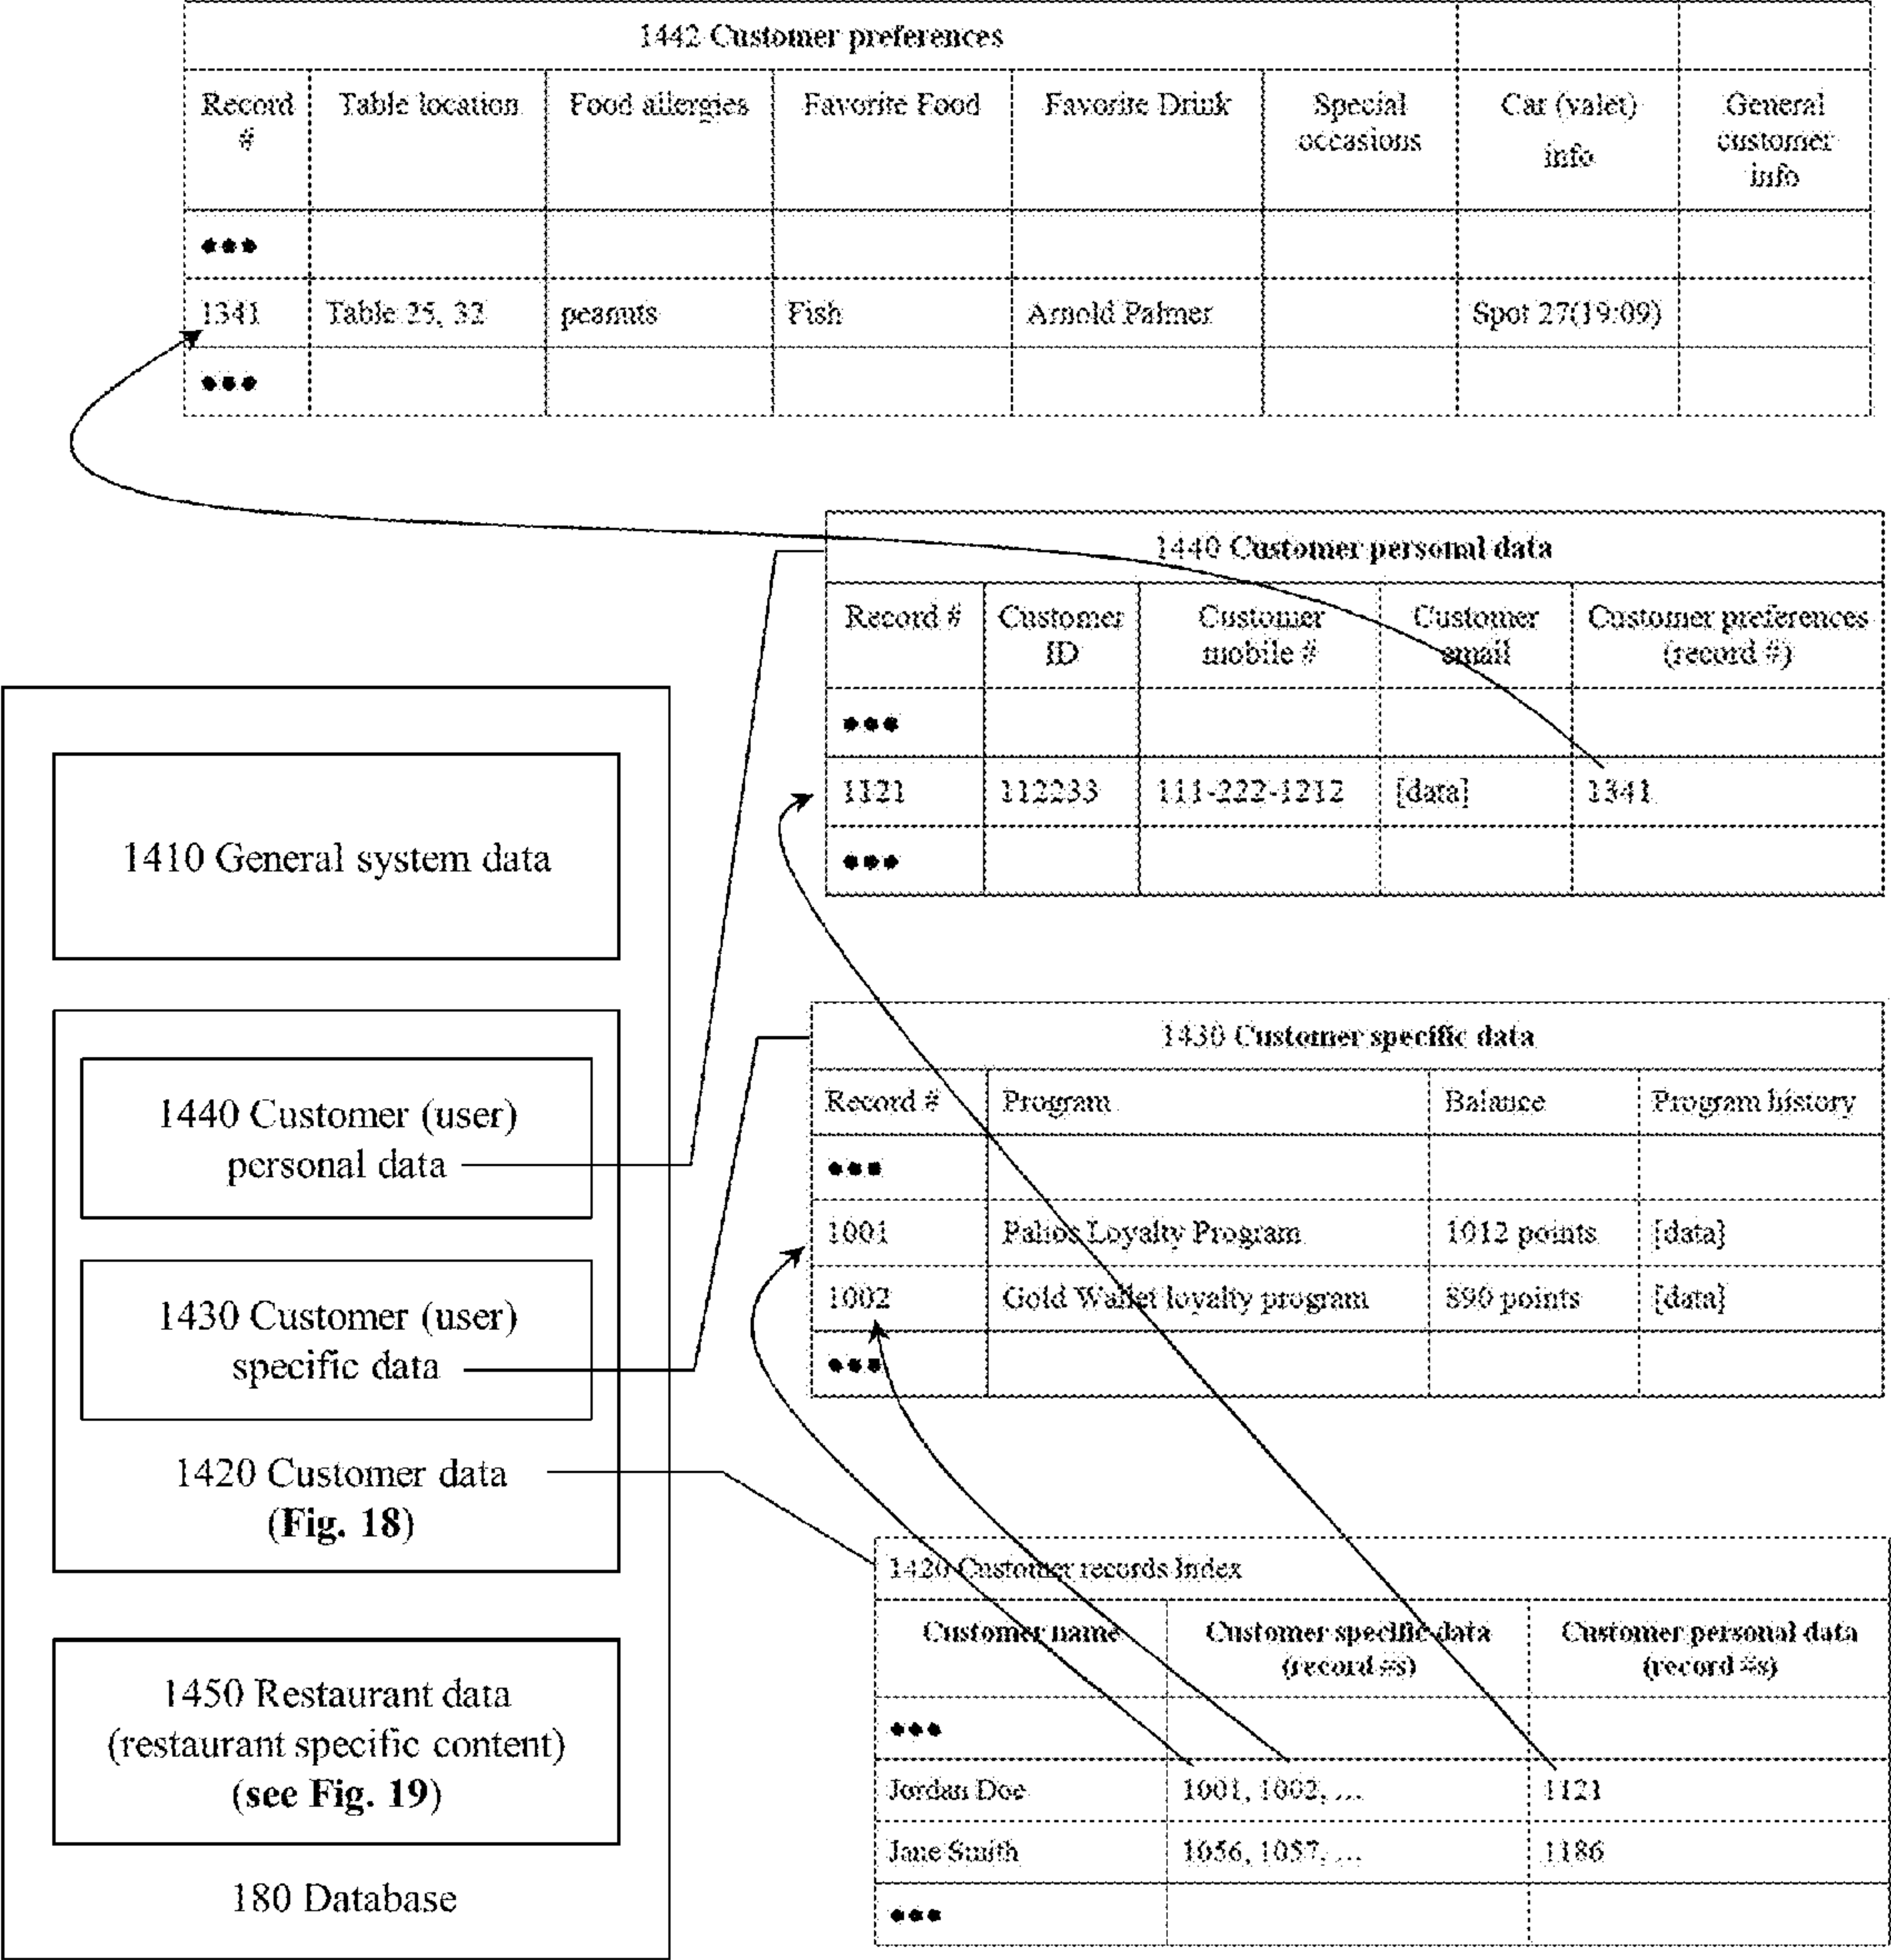 1442 Customer preferences
Record # Table location Food allergies Favorite Food Favorite Drink Special occasions Car (valet) info General customer info
●●●
1341 Table 25, 32 peanuts Fish Arnold Palmer Spot 27(19:09)
●●●
1440 Customer personal data
Record # Customer ID Customer mobile # Customer email Customer preferences (record #)
●●●
1121 112233 111-222-1212 [data] 1341
●●●
1410 General system data
1440 Customer (user)
personal data
1430 Customer (user)
specific data
1420 Customer data
(Fig. 18)
1450 Restaurant data
(restaurant specific content)
(see Fig. 19)
180 Database
1430 Customer specific data
Record # Program Balance Program history
●●●
1001 Palios Loyalty Program 1012 points [data]
1002 Gold Wallet loyalty program 890 points [data]
●●●
1420 Customer records Index
Customer name Customer specific data (record #s) Customer personal data (record #s)
●●●
Jordan Doe 1001, 1002, ... 1121
Jane Smith 1056, 1057, ... 1186
●●●